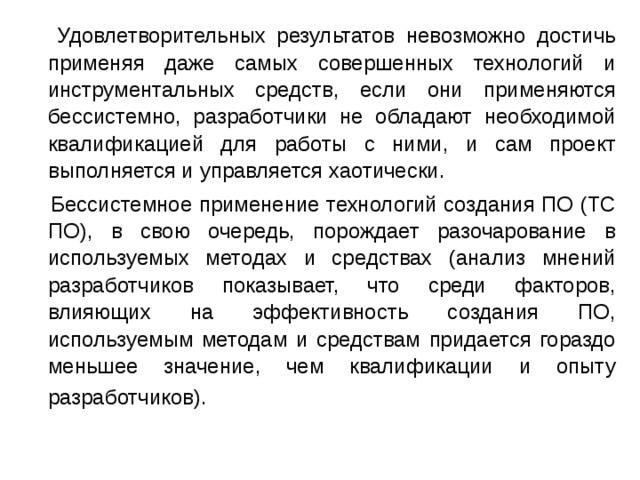 Удовлетворительных результатов невозможно достичь
применяя даже самых совершенных технологий и
инструментальных средств, если они применяются
бессистемно, разработчики не обладают необходимой
квалификацией для работы с ними, и сам проект
выполняется и управляется хаотически.
Бессистемное применение технологий создания ПО (ТС
ПО), в свою очередь, порождает разочарование в
используемых методах и средствах (анализ мнений
разработчиков показывает, что среди факторов,
влияющих на эффективность создания ПО,
используемым методам и средствам придается гораздо
меньшее значение, чем квалификации и опыту
разработчиков).